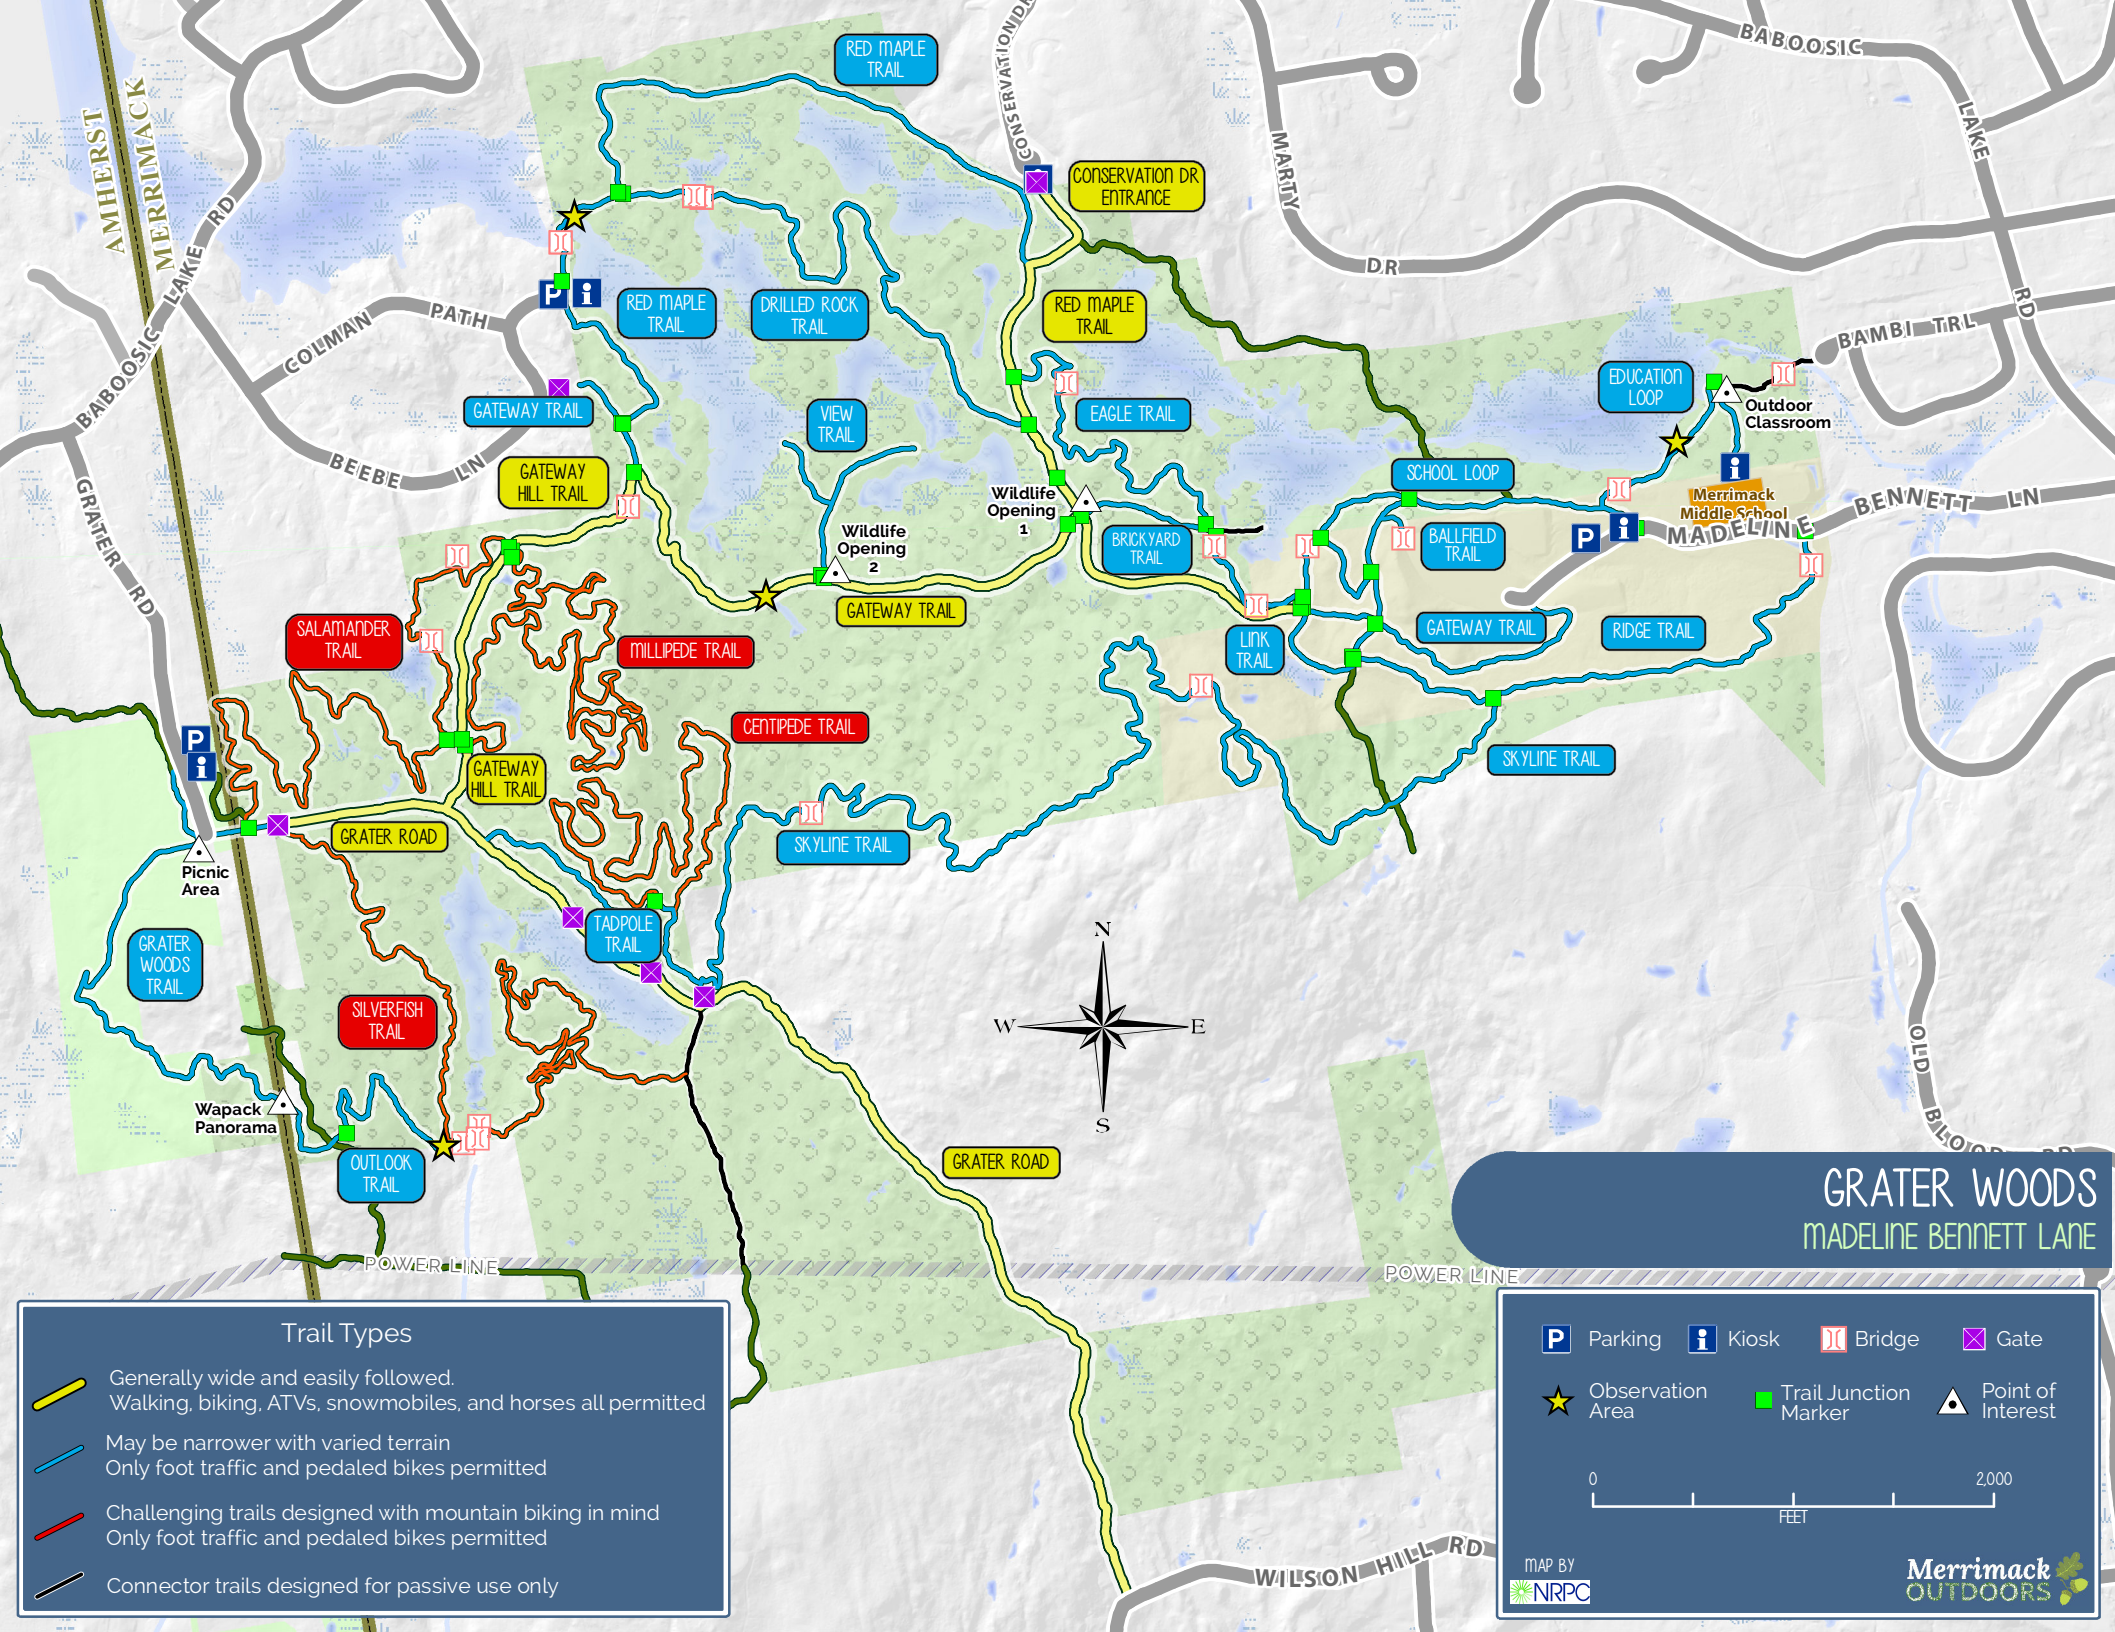 RED MAPLE
TRAIL
CONSERVATION DR
BABOOSIC
LAKE
RD
AMHERST
MERRIMACK
MARTY
DR
CONSERVATION DR
ENTRANCE
BABOOSIC LAKE RD
COLMAN
PATH
RED MAPLE
TRAIL
DRILLED ROCK
TRAIL
RED MAPLE
TRAIL
BAMBI TRL
EDUCATION
LOOP
Outdoor
Classroom
GATEWAY TRAIL
VIEW
TRAIL
EAGLE TRAIL
BEEBE
LN
GATEWAY
HILL TRAIL
SCHOOL LOOP
Merrimack
Middle School
MADELINE
BENNETT
LN
Wildlife
Opening
1
Wildlife
Opening
2
BRICKYARD
TRAIL
BALLFIELD
TRAIL
P
GRATER RD
GATEWAY TRAIL
SALAMANDER
TRAIL
MILLIPEDE TRAIL
LINK
TRAIL
GATEWAY TRAIL
RIDGE TRAIL
CENTIPEDE TRAIL
P
GATEWAY
HILL TRAIL
SKYLINE TRAIL
GRATER ROAD
SKYLINE TRAIL
Picnic
Area
GRATER
WOODS
TRAIL
TADPOLE
TRAIL
N
W
E
S
SILVERFISH
TRAIL
OLD
BLOOD RD
Wapack
Panorama
OUTLOOK
TRAIL
GRATER ROAD
POWER LINE
POWER LINE
GRATER WOODS
MADELINE BENNETT LANE
Trail Types
Generally wide and easily followed.
Walking, biking, ATVs, snowmobiles, and horses all permitted
May be narrower with varied terrain
Only foot traffic and pedaled bikes permitted
Challenging trails designed with mountain biking in mind
Only foot traffic and pedaled bikes permitted
Connector trails designed for passive use only
P Parking
i Kiosk
Bridge
Gate
Observation
Area
Trail Junction
Marker
Point of
Interest
0
2,000
FEET
WILSON HILL RD
MAP BY
NRPC
Merrimack
OUTDOORS